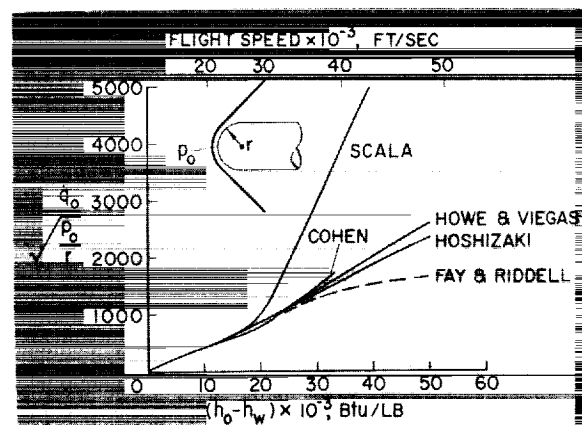 FLIGHT SPEED × 10⁻³, FT/SEC
20 30 40 50
5000
4000
3000
2000
1000
q̇₀
√ p₀
r
p₀
r
SCALA
COHEN
HOWE & VIEGAS
HOSHIZAKI
FAY & RIDDELL
0 10 20 30 40 50 60
(h₀-h_w) × 10⁻³, Btu/LB